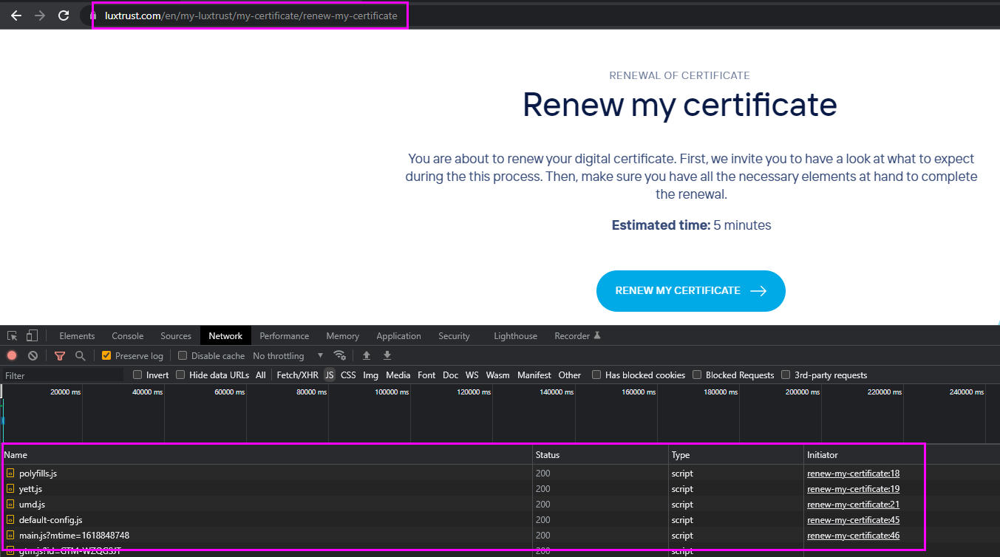 luxtrust.com/en/my-luxtrust/my-certificate/renew-my-certificate
RENEWAL OF CERTIFICATE
Renew my certificate
You are about to renew your digital certificate. First, we invite you to have a look at what to expect
during the this process. Then, make sure you have all the necessary elements at hand to complete
the renewal.
Estimated time: 5 minutes
RENEW MY CERTIFICATE
Elements Console Sources Network Performance Memory Application Security Lighthouse Recorder
Preserve log Disable cache No throttling
Filter Invert Hide data URLs All Fetch/XHR JS CSS Img Media Font Doc WS Wasm Manifest Other Has blocked cookies Blocked Requests 3rd-party requests
20000 ms 40000 ms 60000 ms 80000 ms 100000 ms 120000 ms 140000 ms 160000 ms 180000 ms 200000 ms 220000 ms 240000 ms
Name Status Type Initiator
polyfills.js 200 script renew-my-certificate:18
yett.js 200 script renew-my-certificate:19
umd.js 200 script renew-my-certificate:21
default-config.js 200 script renew-my-certificate:45
main.js?mtime=1618848748 200 script renew-my-certificate:46
gtm.js?id=GTM-WZQGSJT 200 script